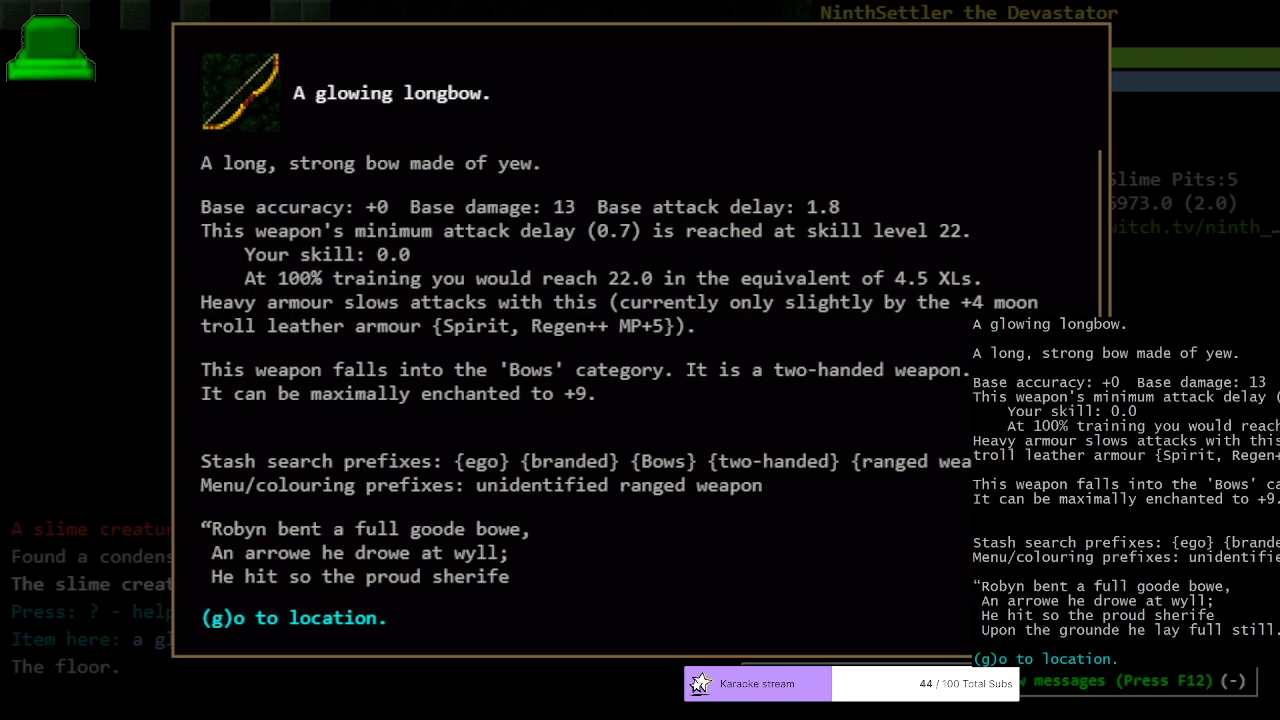 NinthSettler the Devastator
A glowing longbow.
A long, strong bow made of yew.
Base accuracy: +0  Base damage: 13  Base attack delay: 1.8
This weapon's minimum attack delay (0.7) is reached at skill level 22.
Your skill: 0.0
At 100% training you would reach 22.0 in the equivalent of 4.5 XLs.
Heavy armour slows attacks with this (currently only slightly by the +4 moon
troll leather armour {Spirit, Regen++ MP+5}).
This weapon falls into the 'Bows' category. It is a two-handed weapon.
It can be maximally enchanted to +9.
Stash search prefixes: {ego} {branded} {Bows} {two-handed} {ranged wea
Menu/colouring prefixes: unidentified ranged weapon
“Robyn bent a full goode bowe,
An arrowe he drowe at wyll;
He hit so the proud sherife
(g)o to location.
Slime Pits:5
6973.0 (2.0)
witch.tv/ninth_…
A glowing longbow.
A long, strong bow made of yew.
Base accuracy: +0  Base damage: 13
This weapon's minimum attack delay (
Your skill: 0.0
At 100% training you would reach
Heavy armour slows attacks with this
troll leather armour {Spirit, Regen+
This weapon falls into the 'Bows' ca
It can be maximally enchanted to +9.
Stash search prefixes: {ego} {brande
Menu/colouring prefixes: unidentifie
“Robyn bent a full goode bowe,
An arrowe he drowe at wyll;
He hit so the proud sherife
Upon the grounde he lay full still.
(g)o to location.
A slime creatu
Found a condens
The slime creat
Press: ? - help
Item here: a gl
The floor.
Karaoke stream
44 / 100 Total Subs
w messages (Press F12) (-)